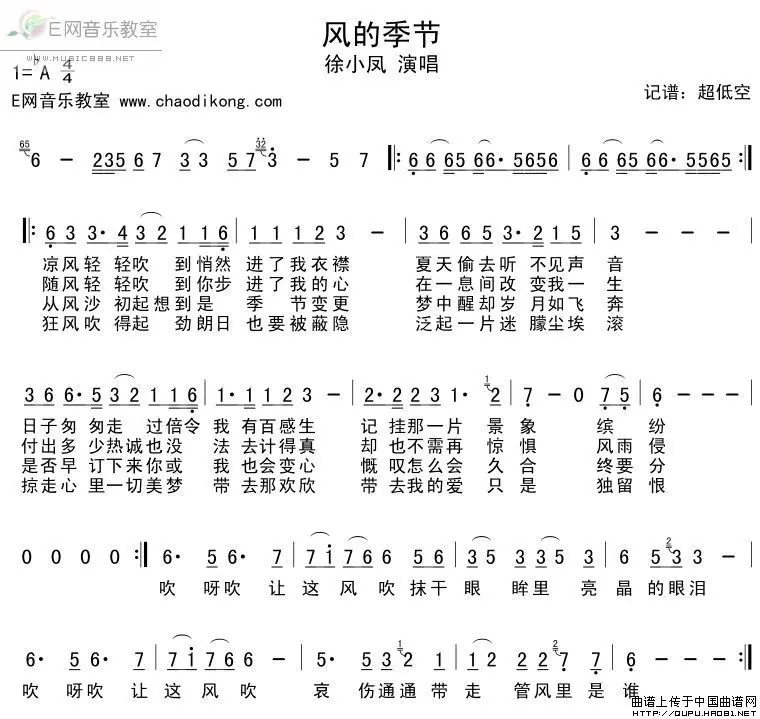 E网音乐教室
WWW.MUSIC888.NET
风的季节
徐小凤 演唱
1=♭A 4/4
E网音乐教室 www.chaodikong.com
记谱：超低空
65 6 － 235 6 7 3 3 5 7 32 3 － 5 7 ‖: 6 6 65 66· 5656 | 6 6 65 66· 5565 :‖
‖: 6 3 3· 4 3 2 1 1 6 | 1 1 1 2 3 － | 3 6 6 5 3· 2 1 5 | 3 － － －
凉风轻 轻吹 到悄然 进了我衣襟 夏天偷去听 不见声 音
随风轻 轻吹 到你步 进了我的心 在一息间改 变我一 生
从风沙 初起想到是 季 节变更 梦中醒却岁 月如飞 奔
狂风吹 得起 劲朗日 也要被蔽隐 泛起一片迷 朦尘埃 滚
3 6 6· 5 3 2 1 1 6 | 1· 1 1 2 3 － | 2· 2 2 3 1· 1 2 | 7 － 0 7 5 | 6 － － －
日子匆 匆走 过倍令 我 有百感生 记 挂那一片 景 象 缤 纷
付出多 少热诚也没 法 去计得真 却 也不需再 惊 惧 风雨 侵
是否早 订下来你或 我 也会变心 慨 叹怎么会 久 合 终要 分
掠走心 里一切美梦 带 去那欢欣 带 去我的爱 只 是 独留 恨
0 0 0 0 :‖ 6· 5 6· 7 | 7 i 7 6 6 5 6 | 3 5 3 3 5 3 | 6 5 2 3 3 －
吹 呀吹 让 这 风 吹 抹干 眼 眸里 亮 晶 的眼泪
6· 5 6· 7 | 7 i 7 6 6 － | 5· 5 3 1 2 2 | 4 2 2 2 5 7 7 6 | 6 － － －
吹 呀吹 让 这 风 吹 哀 伤通通 带 走 管风里 是 谁
曲谱上传于中国曲谱网
HTTP://QUPU.HAO81.NET